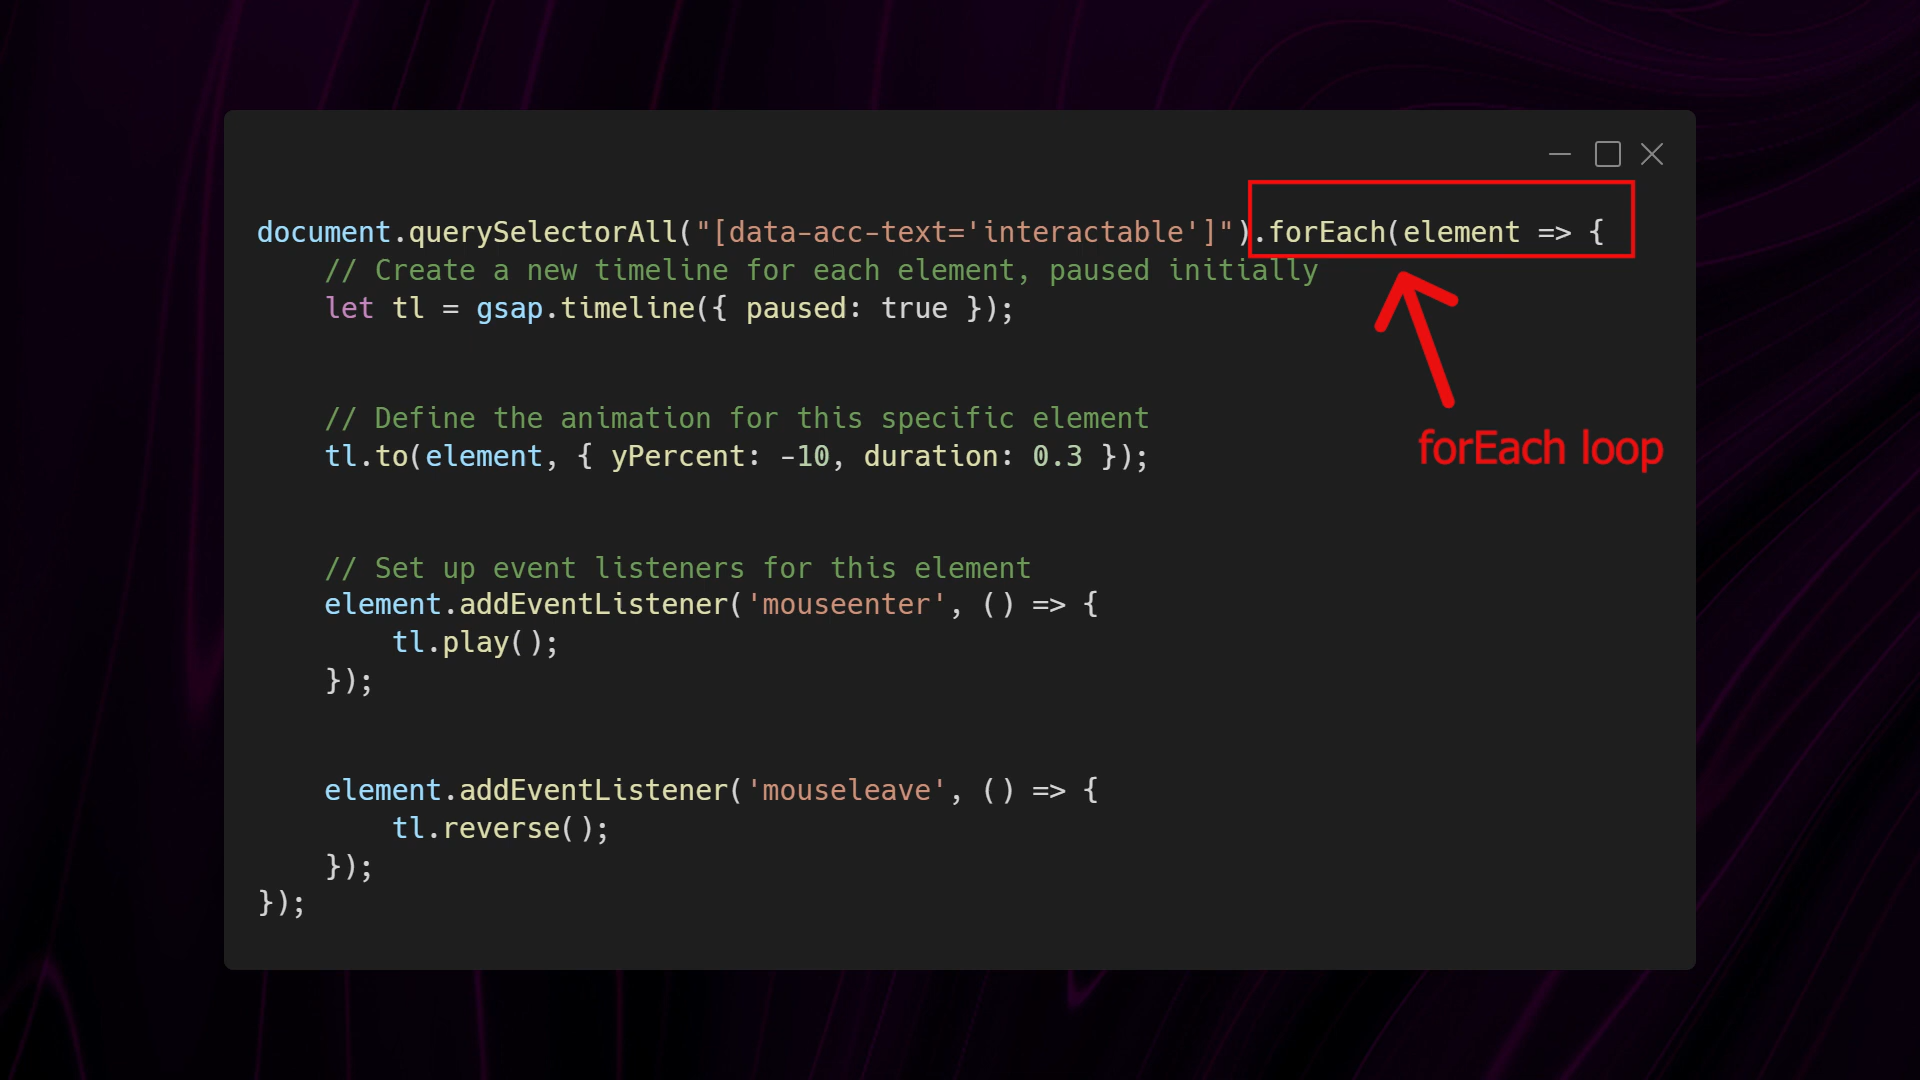 document.querySelectorAll("[data-acc-text='interactable']").forEach(element => {
    // Create a new timeline for each element, paused initially
    let tl = gsap.timeline({ paused: true });
    // Define the animation for this specific element
    tl.to(element, { yPercent: -10, duration: 0.3 });
forEach loop
    // Set up event listeners for this element
    element.addEventListener('mouseenter', () => {
        tl.play();
    });
    element.addEventListener('mouseleave', () => {
        tl.reverse();
    });
});